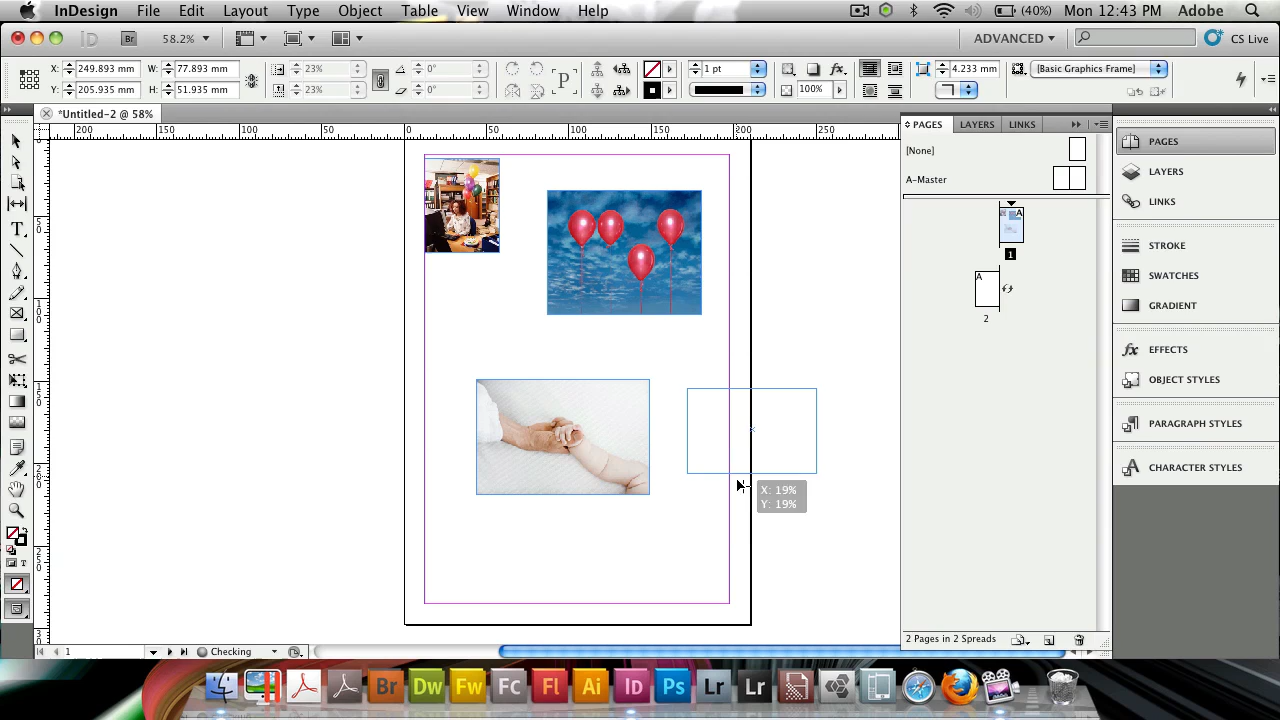 InDesign File Edit Layout Type Object Table View Window Help (40%) Mon 12:43 PM Adobe
Id Br 58.2% ADVANCED CS Live
X: 249.893 mm W: 77.893 mm 23% 0° 1 pt fx 4.233 mm [Basic Graphics Frame]
Y: 205.935 mm H: 51.935 mm 23% 0° P 100%
*Untitled-2 @ 58%
200 150 100 50 0 50 100 150 200 250
PAGES LAYERS LINKS
[None]
A-Master
A
1
A
2
PAGES
LAYERS
LINKS
STROKE
SWATCHES
GRADIENT
fx EFFECTS
OBJECT STYLES
PARAGRAPH STYLES
CHARACTER STYLES
X: 19%
Y: 19%
T
1 Checking
2 Pages in 2 Spreads
Br Dw Fw Fc Fl Ai Id Ps Lr Lr